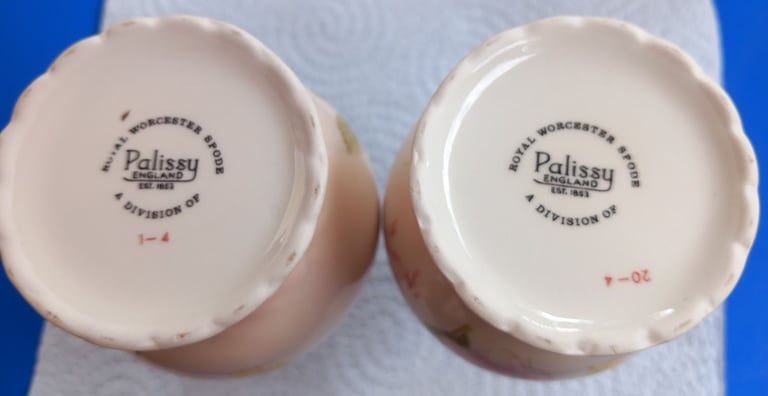 ROYAL WORCESTER SPODE
Palissy
ENGLAND
EST. 1853
A DIVISION OF
1-4
ROYAL WORCESTER SPODE
Palissy
ENGLAND
EST. 1853
A DIVISION OF
20-4